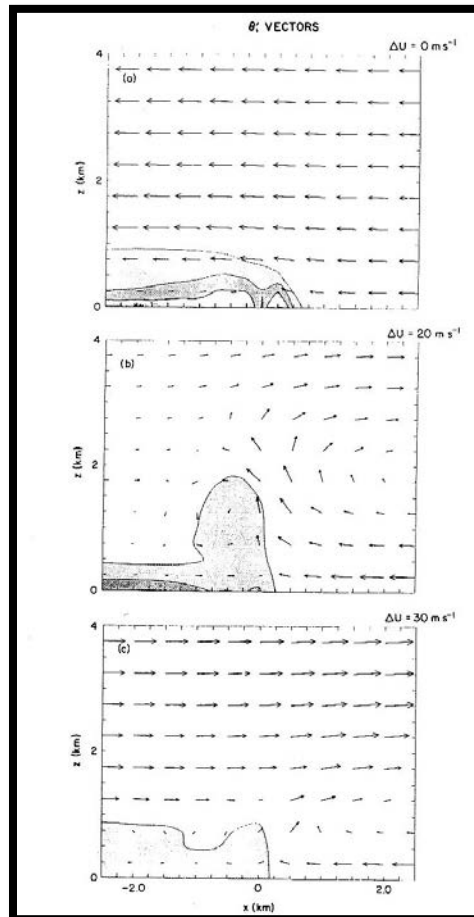 θ; VECTORS
ΔU = 0 m s⁻¹
4
(a)
z (km)
2
0
ΔU = 20 m s⁻¹
4
(b)
z (km)
2
0
ΔU = 30 m s⁻¹
4
(c)
z (km)
2
0
-2.0 0 2.0
x (km)